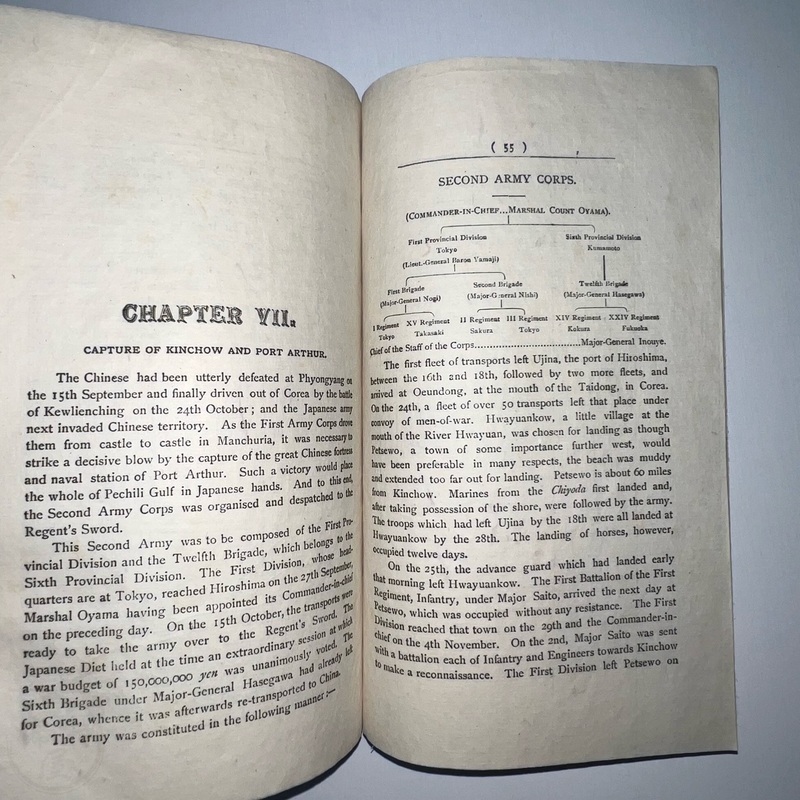 CHAPTER VII.
CAPTURE OF KINCHOW AND PORT ARTHUR.
The Chinese had been utterly defeated at Phyongyang on
the 15th September and finally driven out of Corea by the battle
of Kewlienching on the 24th October; and the Japanese army
next invaded Chinese territory. As the First Army Corps drove
them from castle to castle in Manchuria, it was necessary to
strike a decisive blow by the capture of the great Chinese fortress
and naval station of Port Arthur. Such a victory would place
the whole of Pechili Gulf in Japanese hands. And to this end,
the Second Army Corps was organised and despatched to the
Regent's Sword.
This Second Army was to be composed of the First Pro-
vincial Division and the Twelfth Brigade, which belongs to the
Sixth Provincial Division. The First Division, whose head-
quarters are at Tokyo, reached Hiroshima on the 27th September,
Marshal Oyama having been appointed its Commander-in-chief
on the preceding day. On the 15th October, the transports were
ready to take the army over to the Regent's Sword. The
Japanese Diet held at the time an extraordinary session at which
a war budget of 150,000,000 yen was unanimously voted. The
Sixth Brigade under Major-General Hasegawa had already left
for Corea, whence it was afterwards re-transported to China.
The army was constituted in the following manner:—
( 55 )
SECOND ARMY CORPS.
(COMMANDER-IN-CHIEF...MARSHAL COUNT OYAMA).
First Provincial Division Sixth Provincial Division
Tokyo Kumamoto
(Lieut.-General Baron Yamaji)
First Brigade Second Brigade Twelfth Brigade
(Major-General Nogi) (Major-General Nishi) (Major-General Hasegawa)
I Regiment XV Regiment II Regiment III Regiment XIV Regiment XXIV Regiment
Tokyo Takasaki Sakura Tokyo Kokura Fukuoka
Chief of the Staff of the Corps..............................Major-General Inouye.
The first fleet of transports left Ujina, the port of Hiroshima,
between the 16th and 18th, followed by two more fleets, and
arrived at Oeundong, at the mouth of the Taidong, in Corea.
On the 24th, a fleet of over 50 transports left that place under
convoy of men-of-war. Hwayuankow, a little village at the
mouth of the River Hwayuan, was chosen for landing as though
Petsewo, a town of some importance further west, would
have been preferable in many respects, the beach was muddy
and extended too far out for landing. Petsewo is about 60 miles
from Kinchow. Marines from the Chiyoda first landed and,
after taking possession of the shore, were followed by the army.
The troops which had left Ujina by the 18th were all landed at
Hwayuankow by the 28th. The landing of horses, however,
occupied twelve days.
On the 25th, the advance guard which had landed early
that morning left Hwayuankow. The First Battalion of the First
Regiment, Infantry, under Major Saito, arrived the next day at
Petsewo, which was occupied without any resistance. The First
Division reached that town on the 29th and the Commander-in-
chief on the 4th November. On the 2nd, Major Saito was sent
with a battalion each of Infantry and Engineers towards Kinchow
to make a reconnaissance. The First Division left Petsewo on